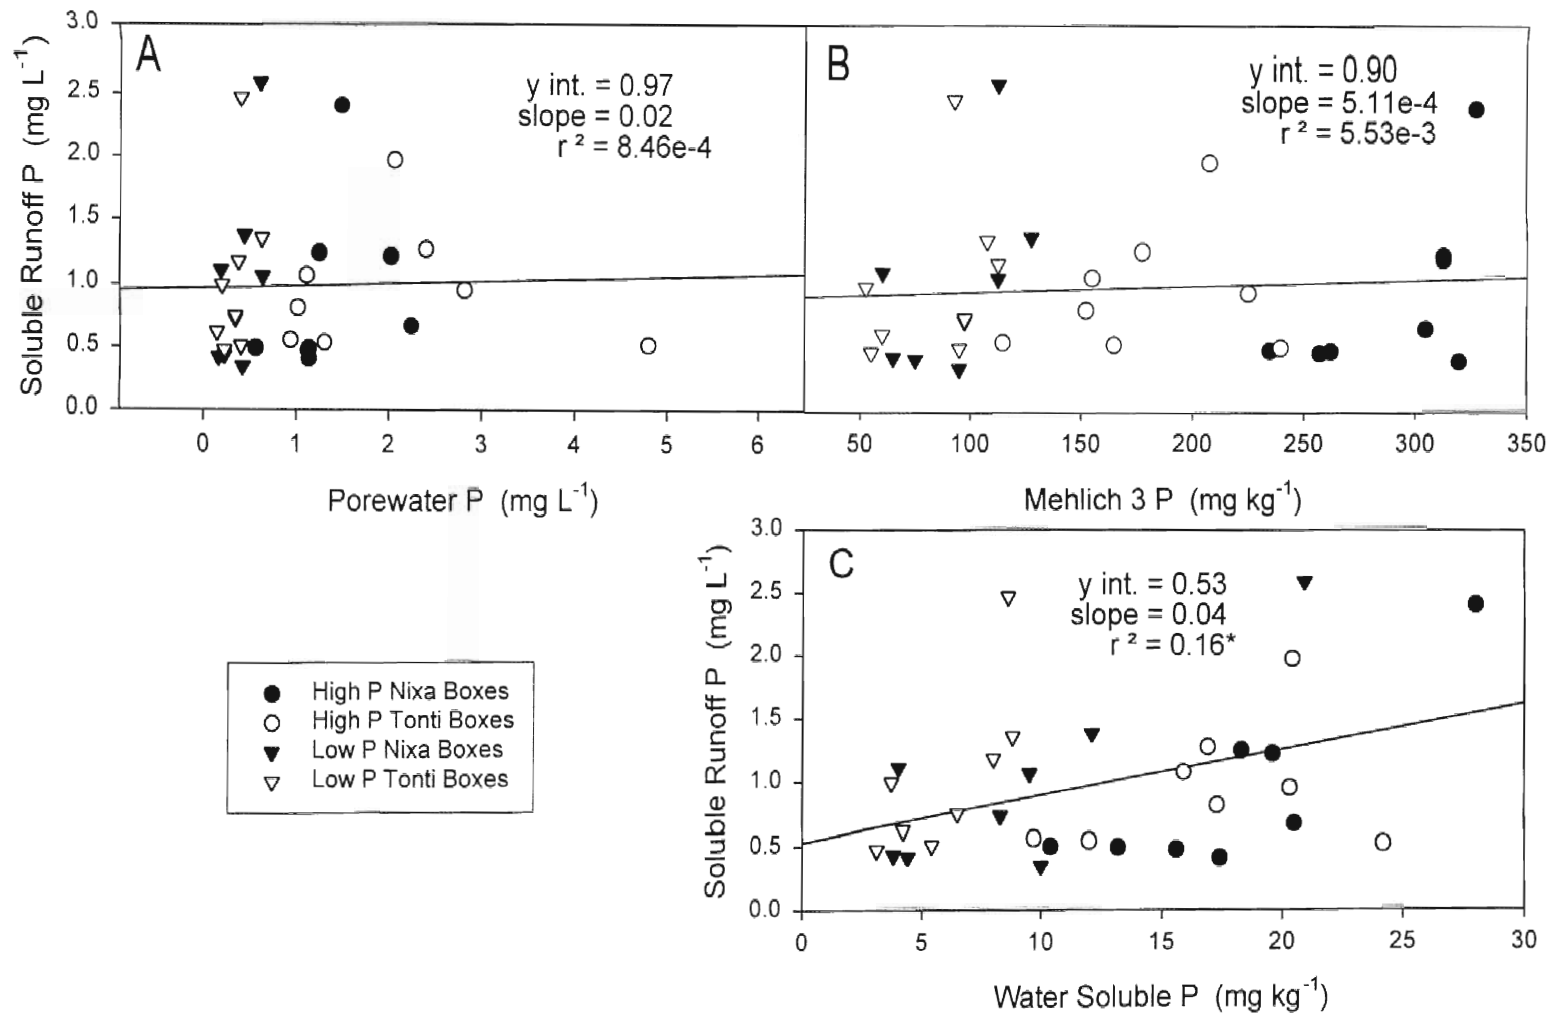 A
y int. = 0.97
slope = 0.02
r ² = 8.46e-4
Soluble Runoff P (mg L⁻¹)
3.0
2.5
2.0
1.5
1.0
0.5
0.0
0 1 2 3 4 5 6
Porewater P (mg L⁻¹)
B
y int. = 0.90
slope = 5.11e-4
r ² = 5.53e-3
50 100 150 200 250 300 350
Mehlich 3 P (mg kg⁻¹)
High P Nixa Boxes
High P Tonti Boxes
Low P Nixa Boxes
Low P Tonti Boxes
C
y int. = 0.53
slope = 0.04
r ² = 0.16*
Soluble Runoff P (mg L⁻¹)
3.0
2.5
2.0
1.5
1.0
0.5
0.0
0 5 10 15 20 25 30
Water Soluble P (mg kg⁻¹)